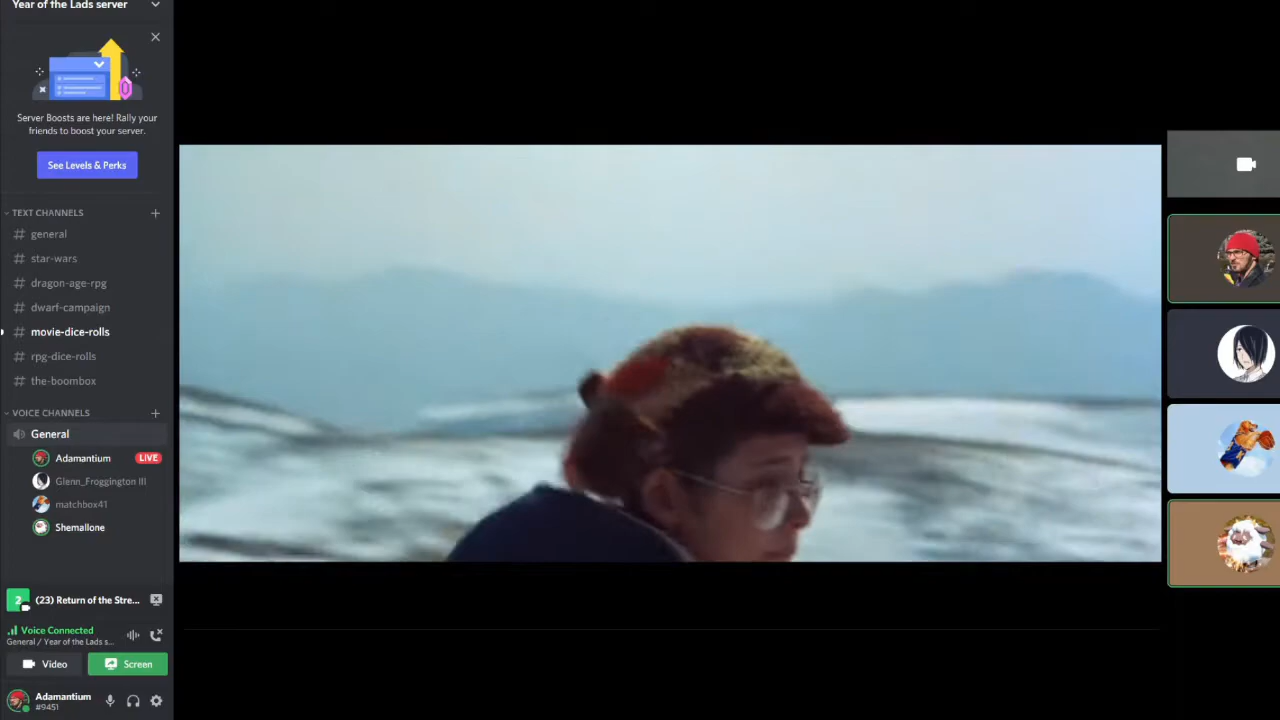 Year of the Lads server
Server Boosts are here! Rally your
friends to boost your server.
See Levels & Perks
TEXT CHANNELS
# general
# star-wars
# dragon-age-rpg
# dwarf-campaign
# movie-dice-rolls
# rpg-dice-rolls
# the-boombox
VOICE CHANNELS
General
Adamantium LIVE
Glenn_Froggington III
matchbox41
Shemallone
2 (23) Return of the Stre...
Voice Connected
General / Year of the Lads s...
Video Screen
Adamantium
#9451